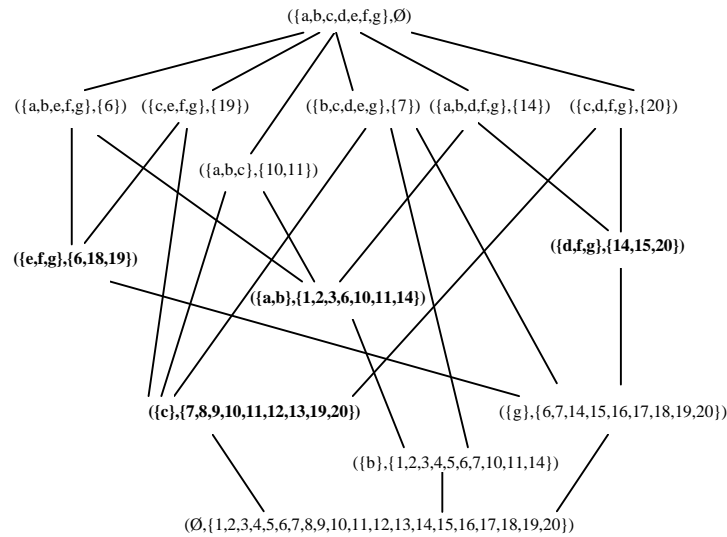 ({a,b,c,d,e,f,g},Ø)
({a,b,e,f,g},{6}) ({c,e,f,g},{19}) ({b,c,d,e,g},{7}) ({a,b,d,f,g},{14}) ({c,d,f,g},{20})
({a,b,c},{10,11})
({d,f,g},{14,15,20})
({e,f,g},{6,18,19})
({a,b},{1,2,3,6,10,11,14})
({c},{7,8,9,10,11,12,13,19,20}) ({g},{6,7,14,15,16,17,18,19,20})
({b},{1,2,3,4,5,6,7,10,11,14})
(Ø,{1,2,3,4,5,6,7,8,9,10,11,12,13,14,15,16,17,18,19,20})